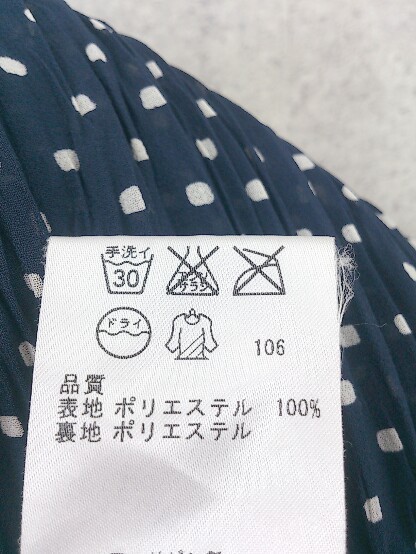 手洗イ
30
エンソ
サラシ
ドライ
106
品質
表地 ポリエステル 100%
裏地 ポリエステル